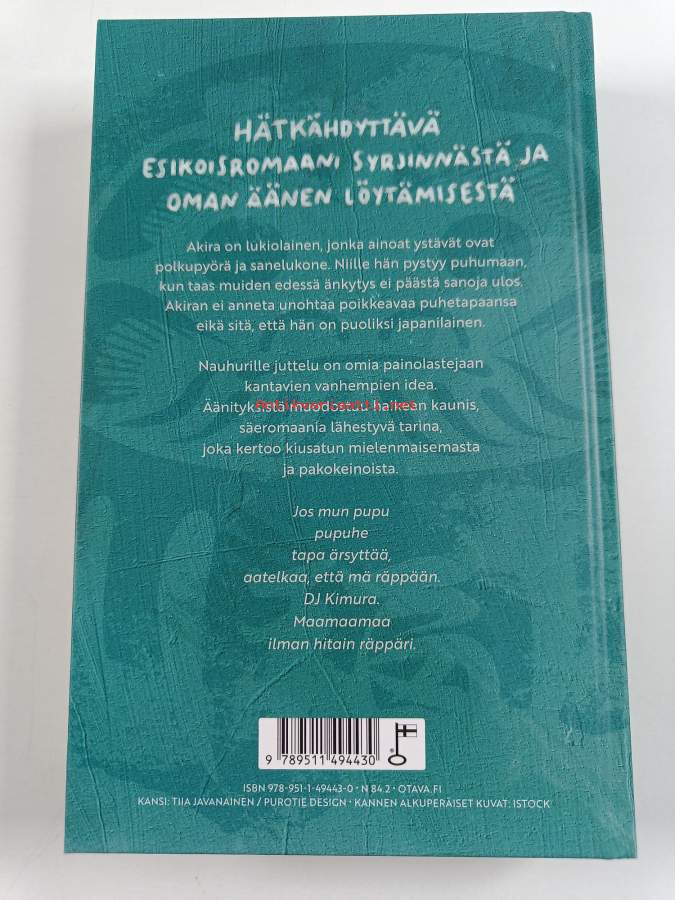 HÄTKÄHDYTTÄVÄ
ESIKOISROMAANI SYRJINNÄSTÄ JA
OMAN ÄÄNEN LÖYTÄMISESTÄ
Akira on lukiolainen, jonka ainoat ystävät ovat
polkupyörä ja sanelukone. Niille hän pystyy puhumaan,
kun taas muiden edessä änkytys ei päästä sanoja ulos.
Akiran ei anneta unohtaa poikkeavaa puhetapaansa
eikä sitä, että hän on puoliksi japanilainen.
Nauhurille juttelu on omia painolastejaan
kantavien vanhempien idea.
Äänityksistä muodostuu kaunis,
säeromaania lähestyvä tarina,
joka kertoo kiusatun mielenmaisemasta
ja pakokeinoista.
Jos mun pupu
pupuhe
tapa ärsyttää,
aatelkaa, että mä räppään.
DJ Kimura.
Maamaamaa
ilman hitain räppäri.
9 789511 494430
ISBN 978-951-1-49443-0 • N 84.2 • OTAVA.FI
KANSI: TIIA JAVANAINEN / PUROTIE DESIGN • KANNEN ALKUPERÄISET KUVAT: ISTOCK